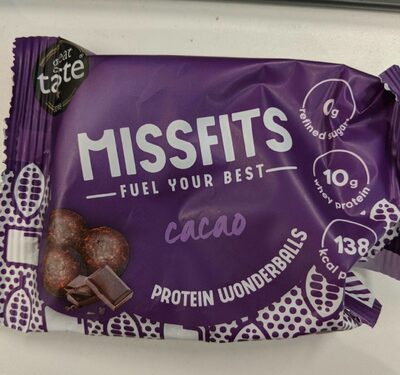 great
taste
MISSFITS
FUEL YOUR BEST
cacao
PROTEIN WONDERBALLS
0g
refined sugar
10g
whey protein
138
kcal p